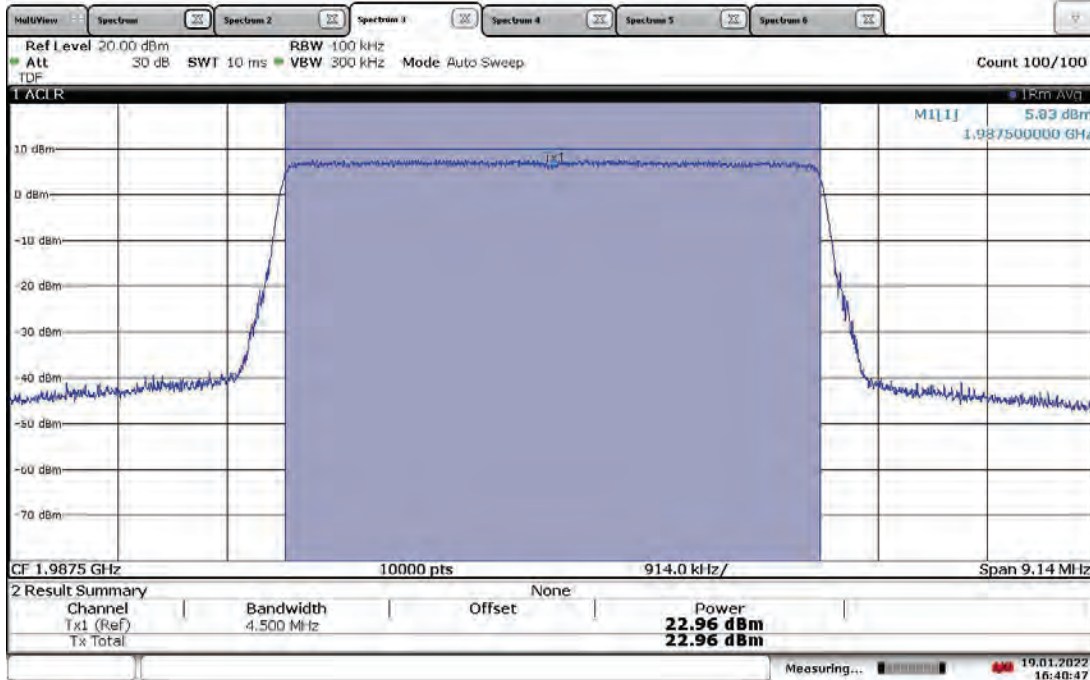 MultiView Spectrum Spectrum 2 Spectrum 3 Spectrum 4 Spectrum 5 Spectrum 6
Ref Level 20.00 dBm RBW 100 kHz
Att 30 dB SWT 10 ms VBW 300 kHz Mode Auto Sweep Count 100/100
TDF
1 ACLR 1Rm Avg
M1[1] 5.83 dBm
1.987500000 GHz
10 dBm
0 dBm
-10 dBm
-20 dBm
-30 dBm
-40 dBm
-50 dBm
-60 dBm
-70 dBm
CF 1.9875 GHz 10000 pts 914.0 kHz/ Span 9.14 MHz
2 Result Summary None
Channel Bandwidth Offset Power
Tx1 (Ref) 4.500 MHz 22.96 dBm
Tx Total 22.96 dBm
Measuring... 19.01.2022
16:40:47